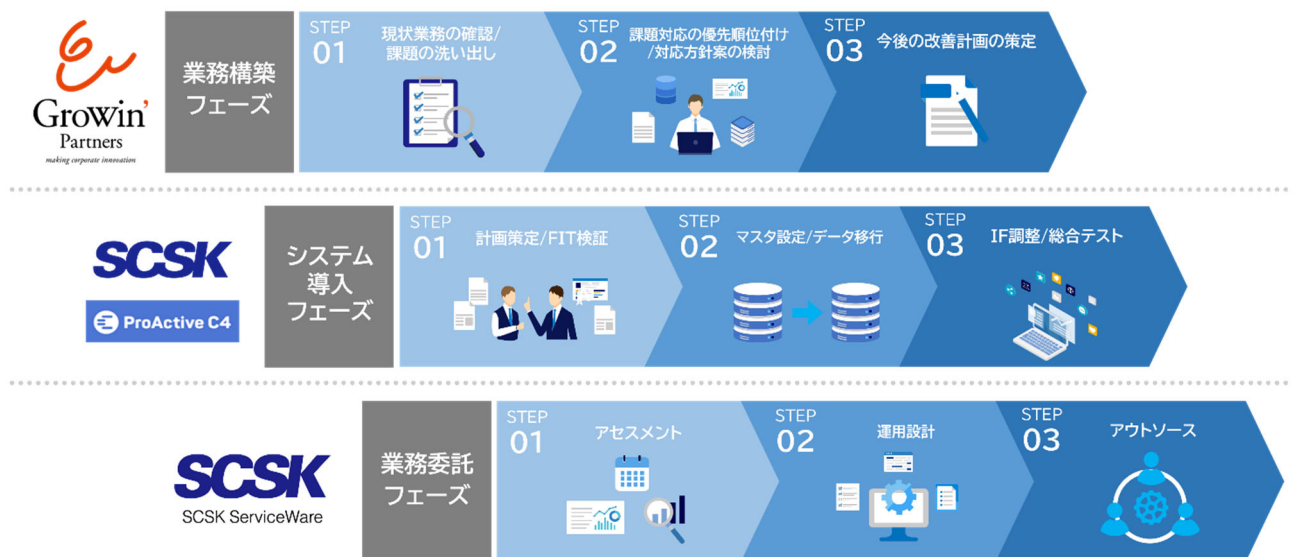 GroWin'
Partners
making corporate innovation
業務構築
フェーズ
STEP
01
現状業務の確認/
課題の洗い出し
STEP
02
課題対応の優先順位付け
/対応方針案の検討
STEP
03
今後の改善計画の策定
SCSK
ProActive C4
システム
導入
フェーズ
STEP
01
計画策定/FIT検証
STEP
02
マスタ設定/データ移行
STEP
03
IF調整/総合テスト
SCSK
SCSK ServiceWare
業務委託
フェーズ
STEP
01
アセスメント
STEP
02
運用設計
STEP
03
アウトソース